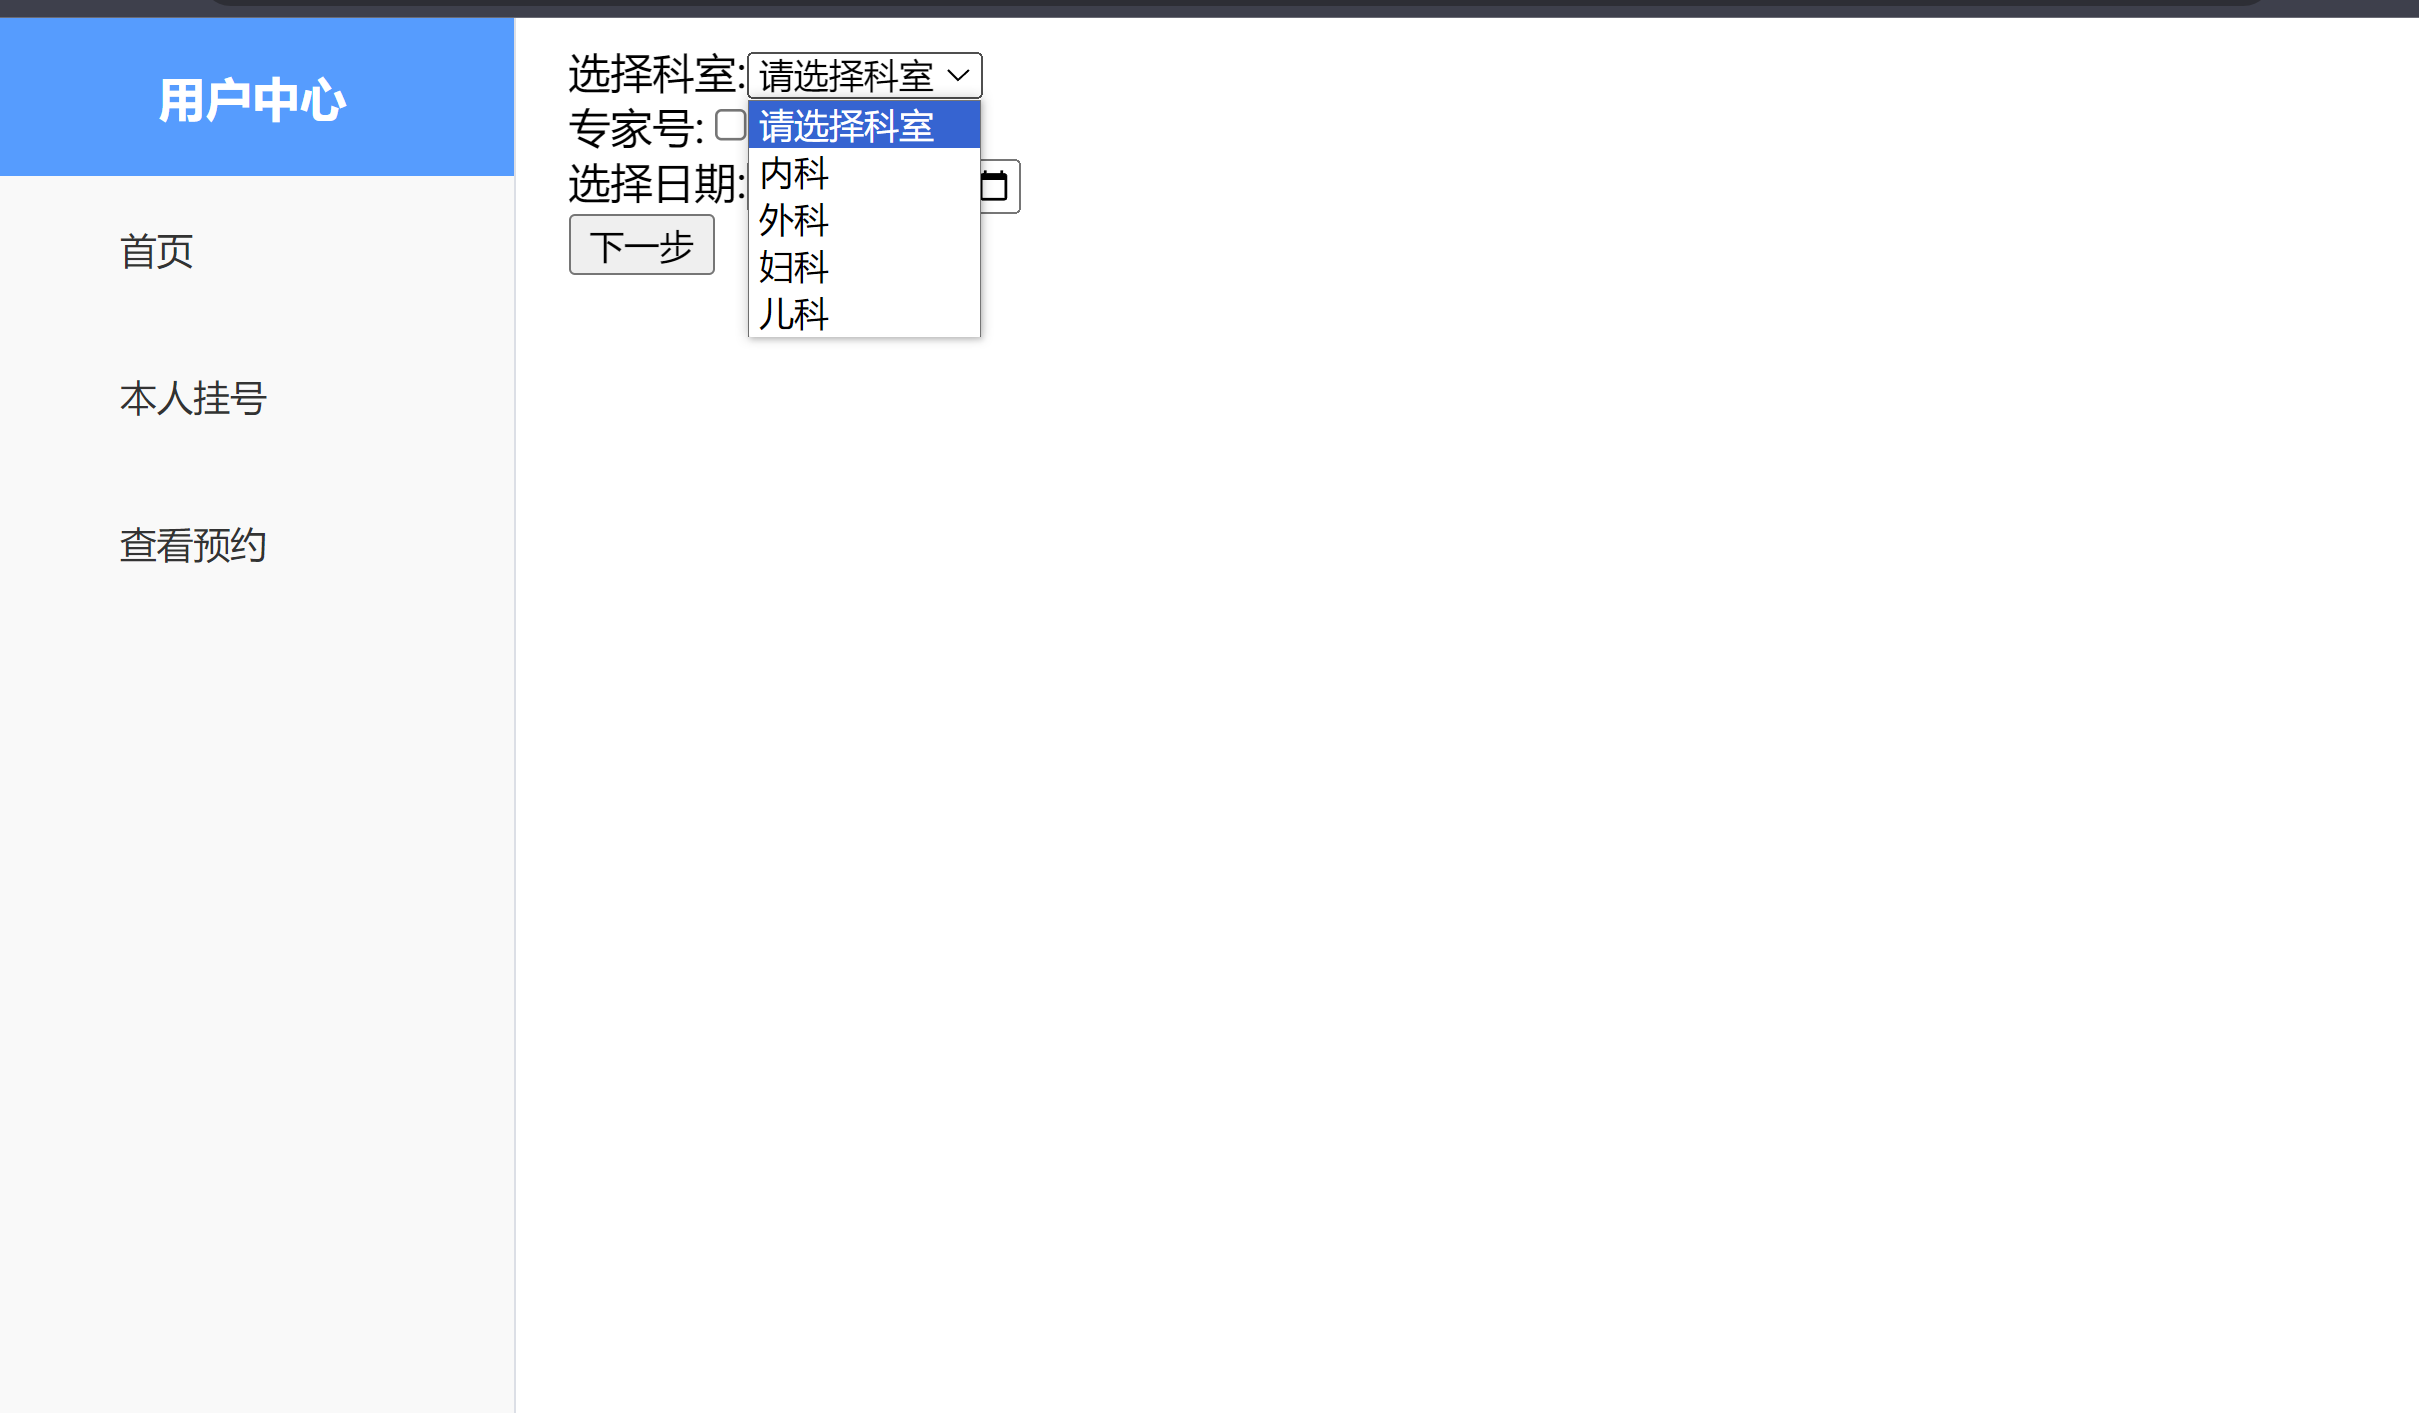 用户中心
首页
本人挂号
查看预约
选择科室:请选择科室
请选择科室
内科
外科
妇科
儿科
专家号:
选择日期:
下一步